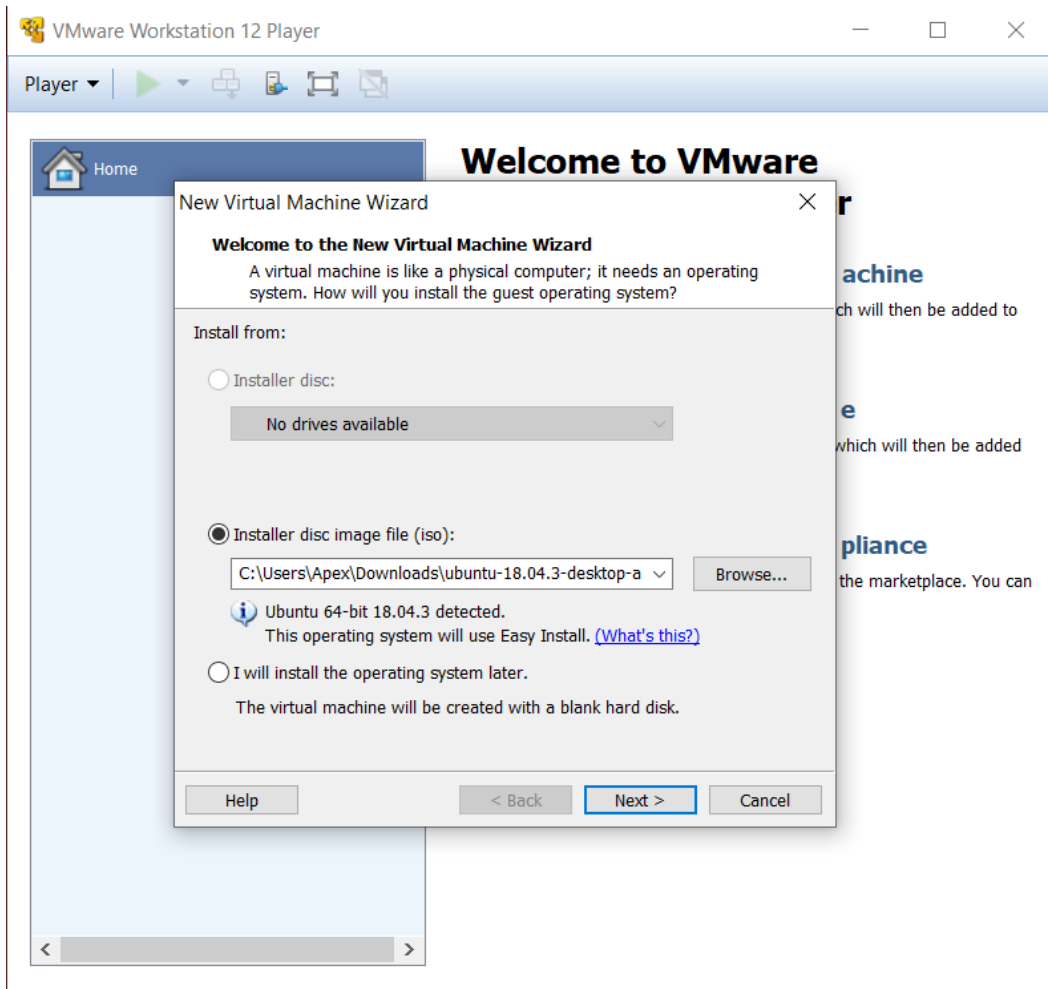 VMware Workstation 12 Player
Player
Home
Welcome to VMware
r
achine
ch will then be added to
e
which will then be added
pliance
the marketplace. You can
New Virtual Machine Wizard
Welcome to the New Virtual Machine Wizard
A virtual machine is like a physical computer; it needs an operating
system. How will you install the guest operating system?
Install from:
Installer disc:
No drives available
Installer disc image file (iso):
C:\Users\Apex\Downloads\ubuntu-18.04.3-desktop-a
Browse...
Ubuntu 64-bit 18.04.3 detected.
This operating system will use Easy Install. (What's this?)
I will install the operating system later.
The virtual machine will be created with a blank hard disk.
Help
< Back
Next >
Cancel